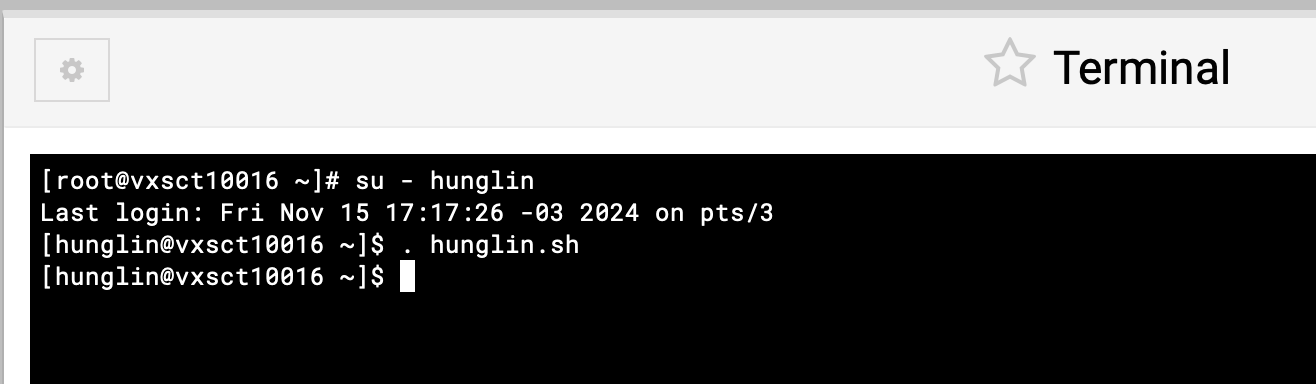 Terminal
[root@vxsct10016 ~]# su - hunglin
Last login: Fri Nov 15 17:17:26 -03 2024 on pts/3
[hunglin@vxsct10016 ~]$ . hunglin.sh
[hunglin@vxsct10016 ~]$